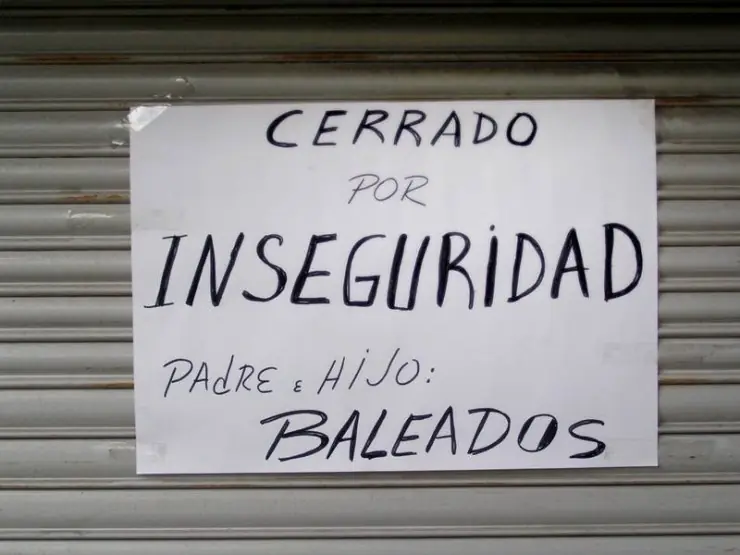 CERRADO
POR
INSEGURIDAD
PADRE E HIJO:
BALEADOS